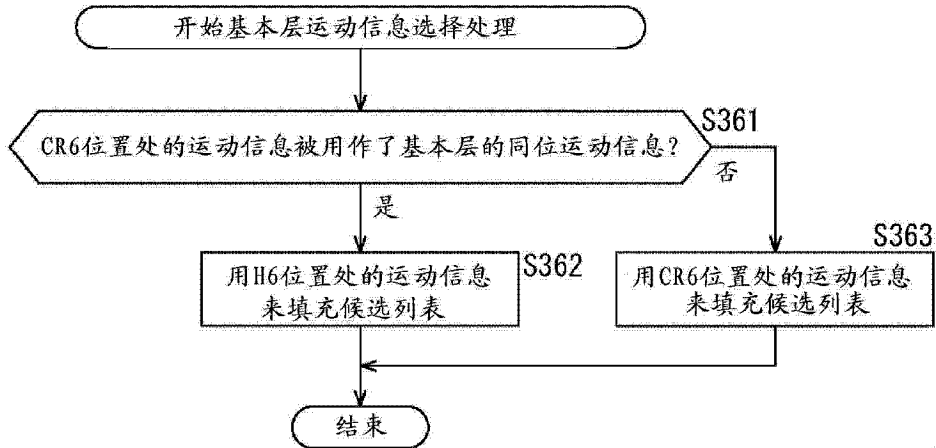 开始基本层运动信息选择处理
S361
CR6位置处的运动信息被用作了基本层的同位运动信息?
否
是
S362
用H6位置处的运动信息
来填充候选列表
S363
用CR6位置处的运动信息
来填充候选列表
结束